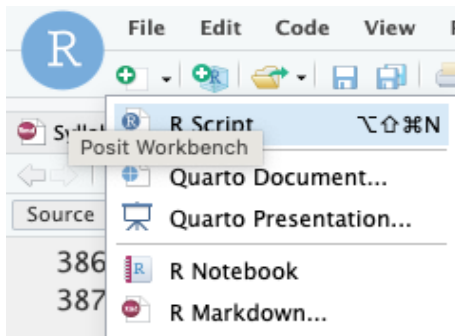 R File Edit Code View
R Script ⌥⇧⌘N
Posit Workbench
Quarto Document...
Source Quarto Presentation...
386 R Notebook
387 R Markdown...